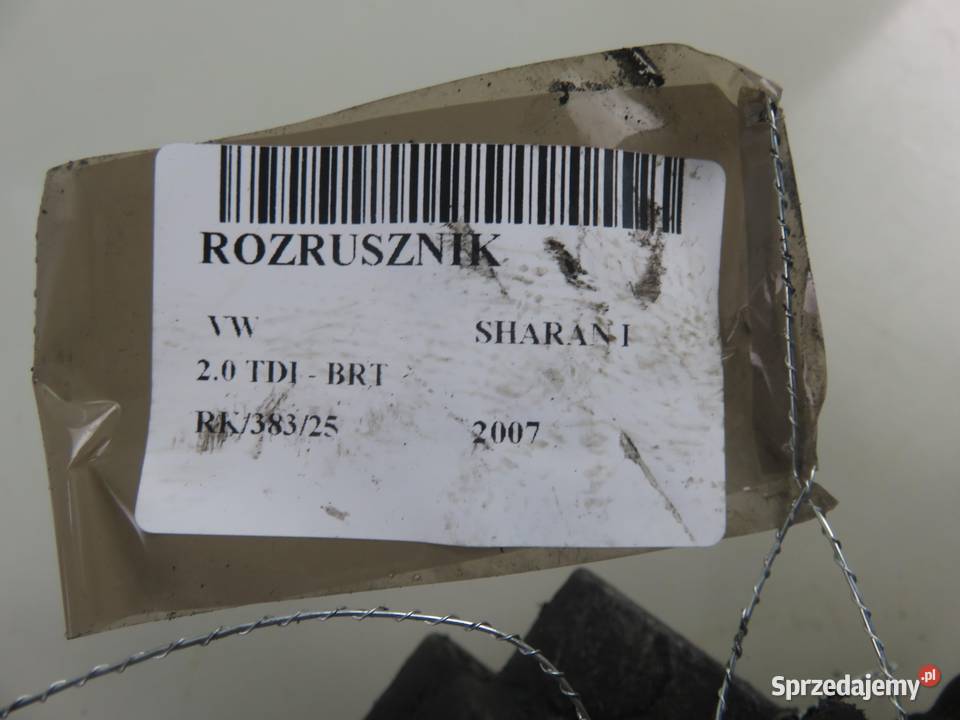 ROZRUSZNIK
VW SHARAN I
2.0 TDI - BRT
RK/383/25 2007
Sprzedajemy.pl